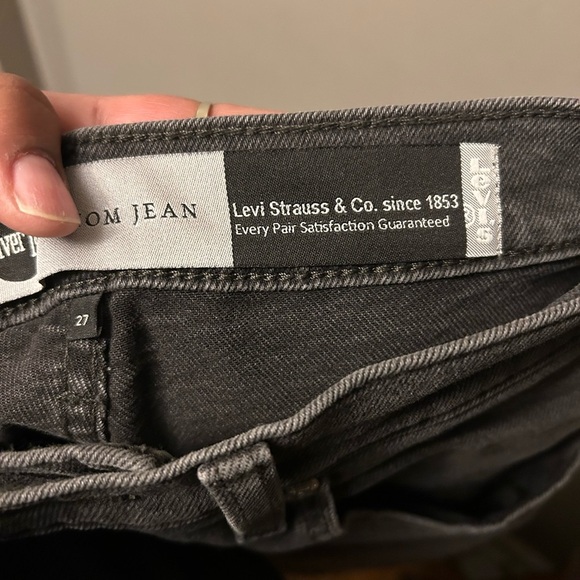 OM JEAN
Levi Strauss & Co. since 1853
Every Pair Satisfaction Guaranteed
LEVI'S
®
27